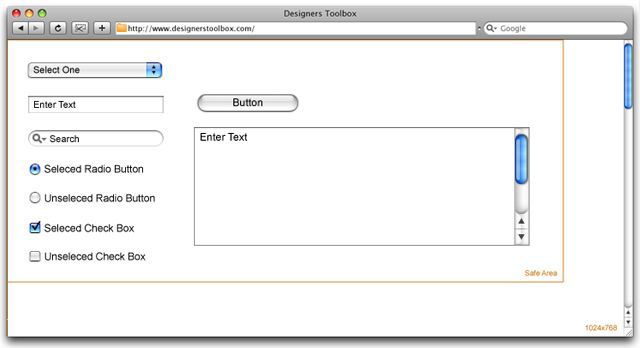 Designers Toolbox
http://www.designerstoolbox.com/
Google
Select One
Enter Text
Button
Search
Enter Text
Seleced Radio Button
Unseleced Radio Button
Seleced Check Box
Unseleced Check Box
Safe Area
1024x768